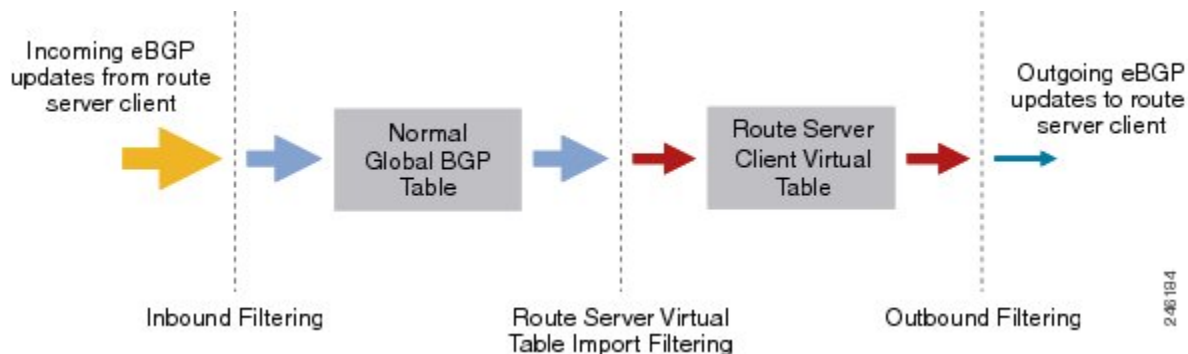 Incoming eBGP
updates from route
server client
Normal
Global BGP
Table
Route Server
Client Virtual
Table
Outgoing eBGP
updates to route
server client
Inbound Filtering
Route Server Virtual
Table Import Filtering
Outbound Filtering
246184